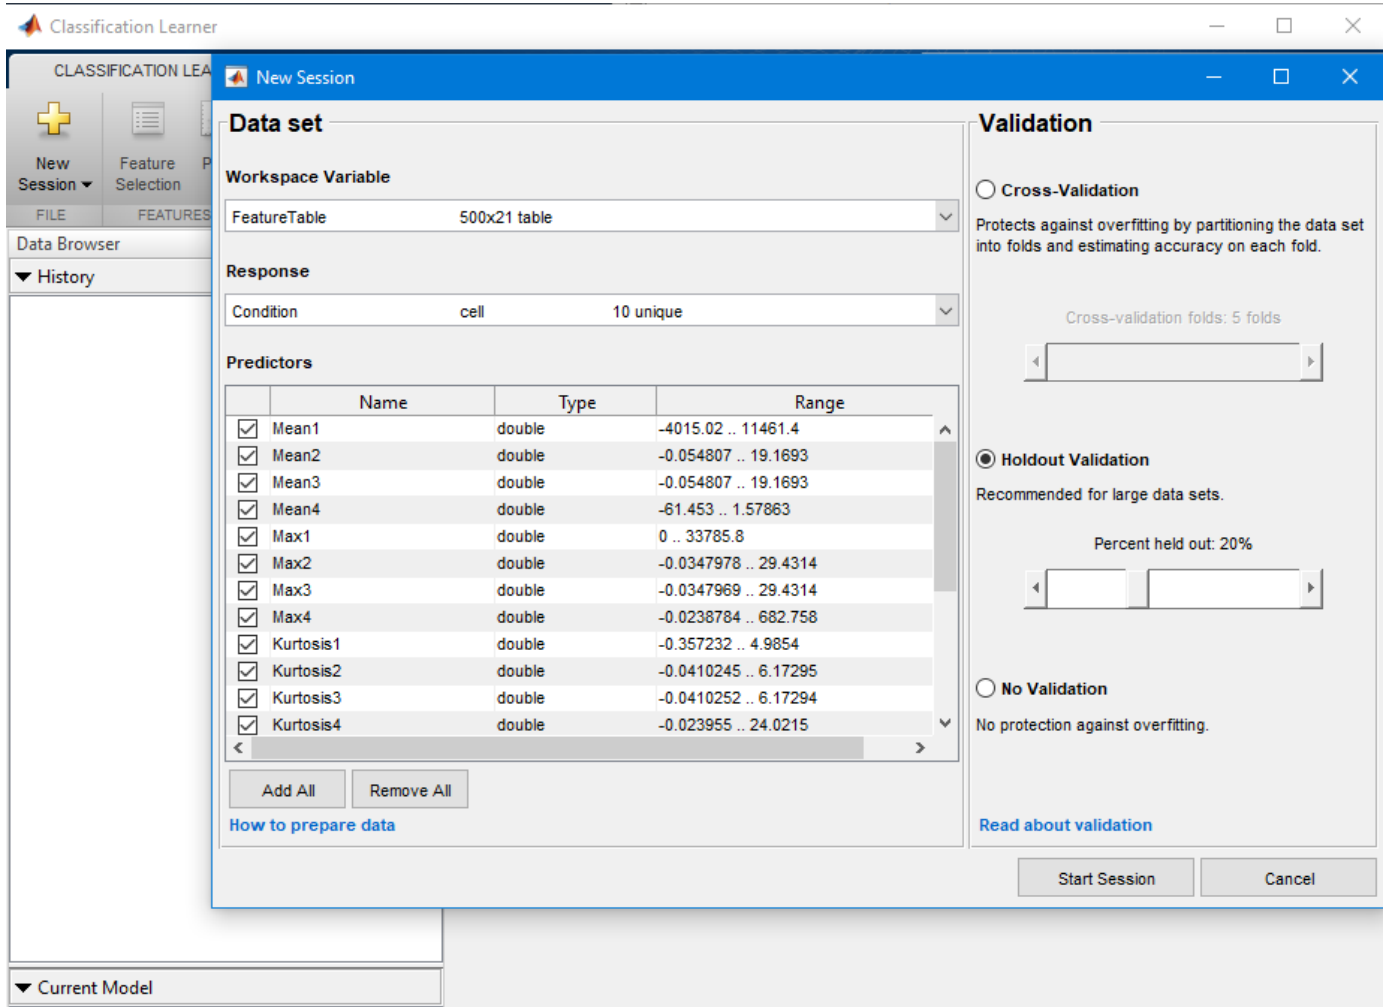 Classification Learner
CLASSIFICATION LEA
New Session
Feature Selection
P
New Session
FILE
FEATURES
Data Browser
History
Current Model
Data set
Workspace Variable
FeatureTable 500x21 table
Response
Condition cell 10 unique
Predictors
Name Type Range
Mean1 double -4015.02 .. 11461.4
Mean2 double -0.054807 .. 19.1693
Mean3 double -0.054807 .. 19.1693
Mean4 double -61.453 .. 1.57863
Max1 double 0 .. 33785.8
Max2 double -0.0347978 .. 29.4314
Max3 double -0.0347969 .. 29.4314
Max4 double -0.0238784 .. 682.758
Kurtosis1 double -0.357232 .. 4.9854
Kurtosis2 double -0.0410245 .. 6.17295
Kurtosis3 double -0.0410252 .. 6.17294
Kurtosis4 double -0.023955 .. 24.0215
Add All Remove All
How to prepare data
Validation
Cross-Validation
Protects against overfitting by partitioning the data set
into folds and estimating accuracy on each fold.
Cross-validation folds: 5 folds
Holdout Validation
Recommended for large data sets.
Percent held out: 20%
No Validation
No protection against overfitting.
Read about validation
Start Session Cancel